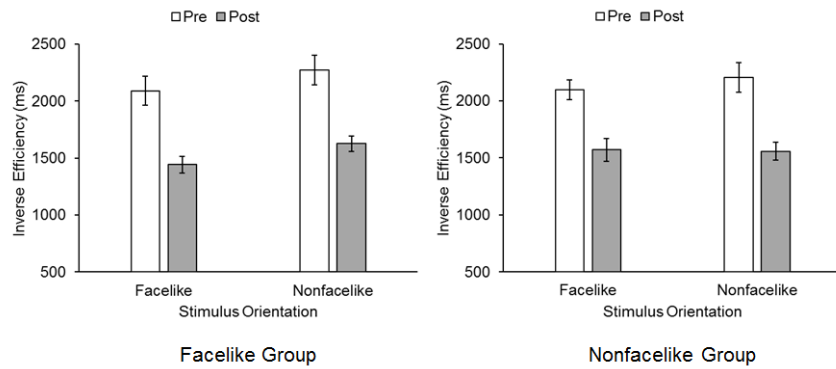 Pre Post
2500
2000
1500
1000
500
Inverse Efficiency (ms)
Facelike Nonfacelike
Stimulus Orientation
Facelike Group
Pre Post
2500
2000
1500
1000
500
Inverse Efficiency (ms)
Facelike Nonfacelike
Stimulus Orientation
Nonfacelike Group